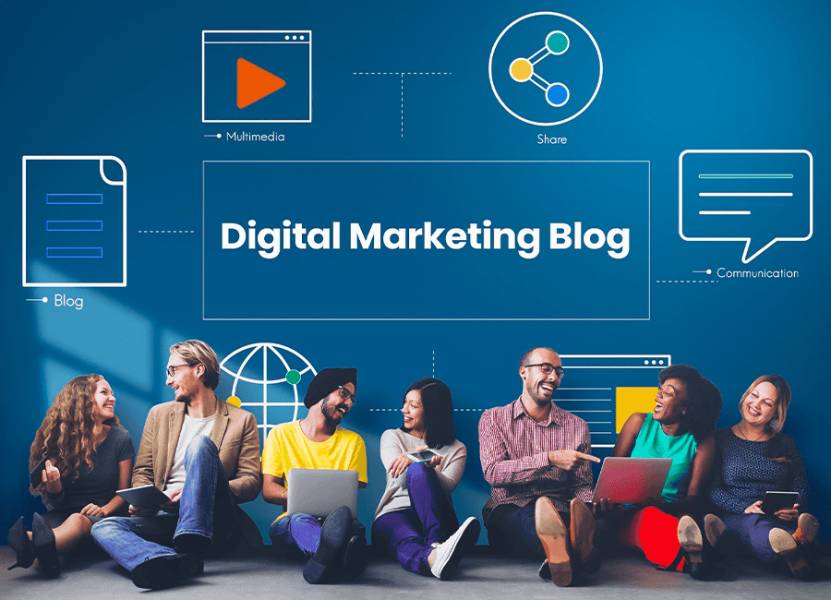 Multimedia
Share
Digital Marketing Blog
Communication
Blog